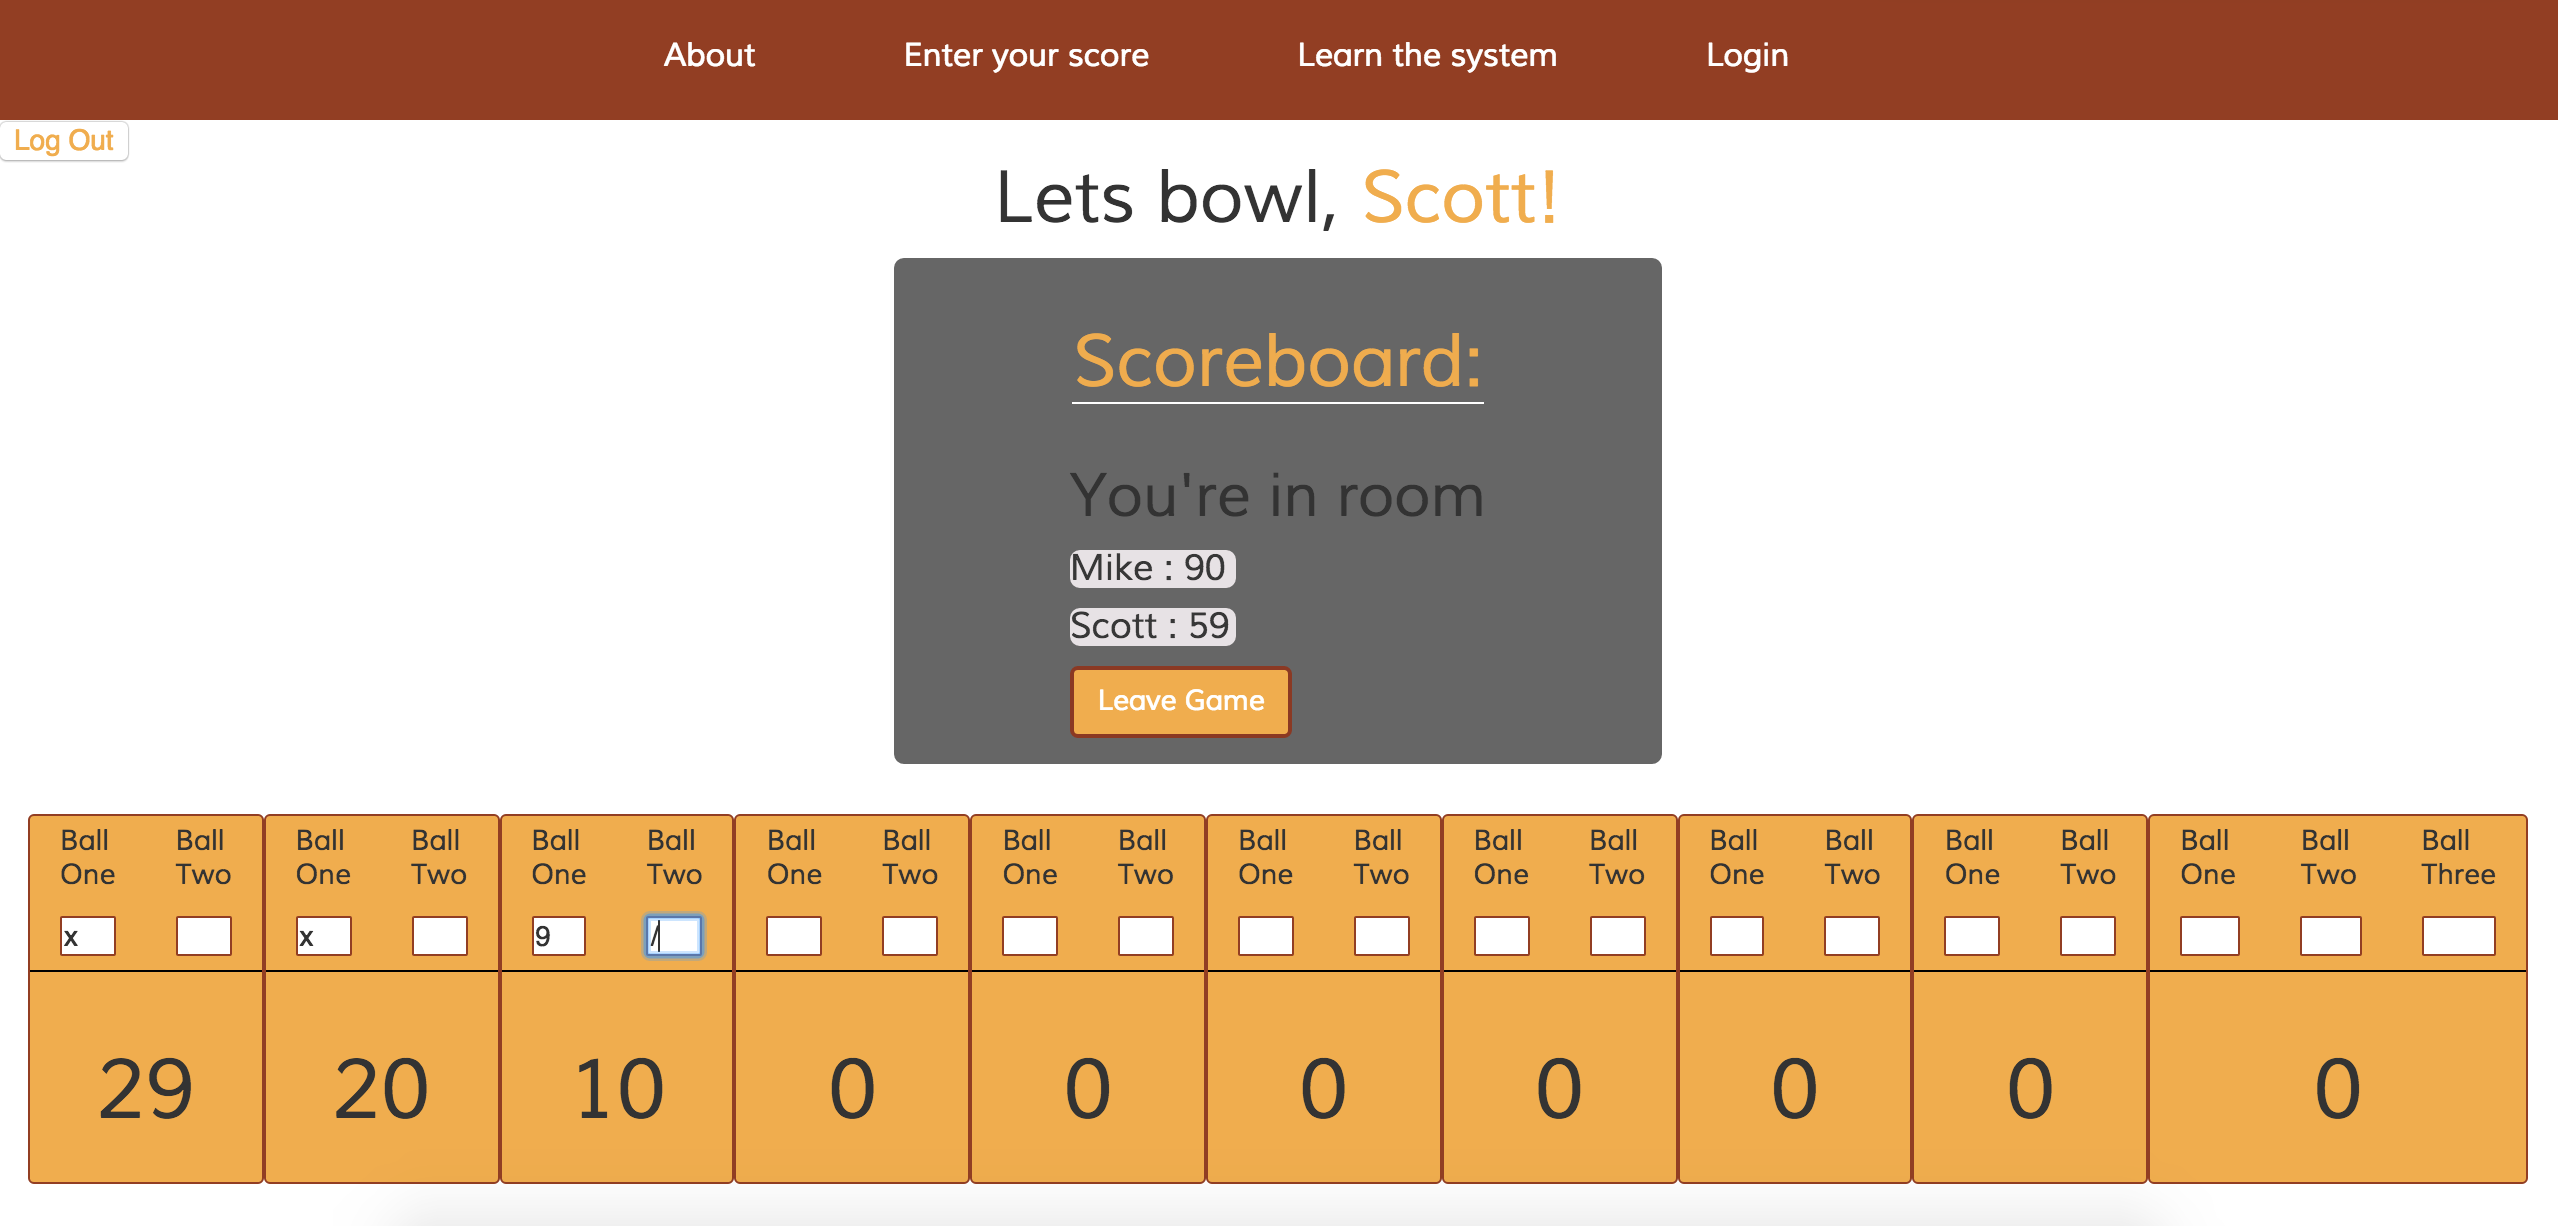 About Enter your score Learn the system Login
Log Out
Lets bowl, Scott!
Scoreboard:
You're in room
Mike : 90
Scott : 59
Leave Game
Ball Ball Ball Ball Ball Ball Ball Ball Ball Ball Ball Ball Ball Ball Ball Ball Ball Ball Ball Ball Ball
One Two One Two One Two One Two One Two One Two One Two One Two One Two One Two Three
x x 9 /
29 20 10 0 0 0 0 0 0 0